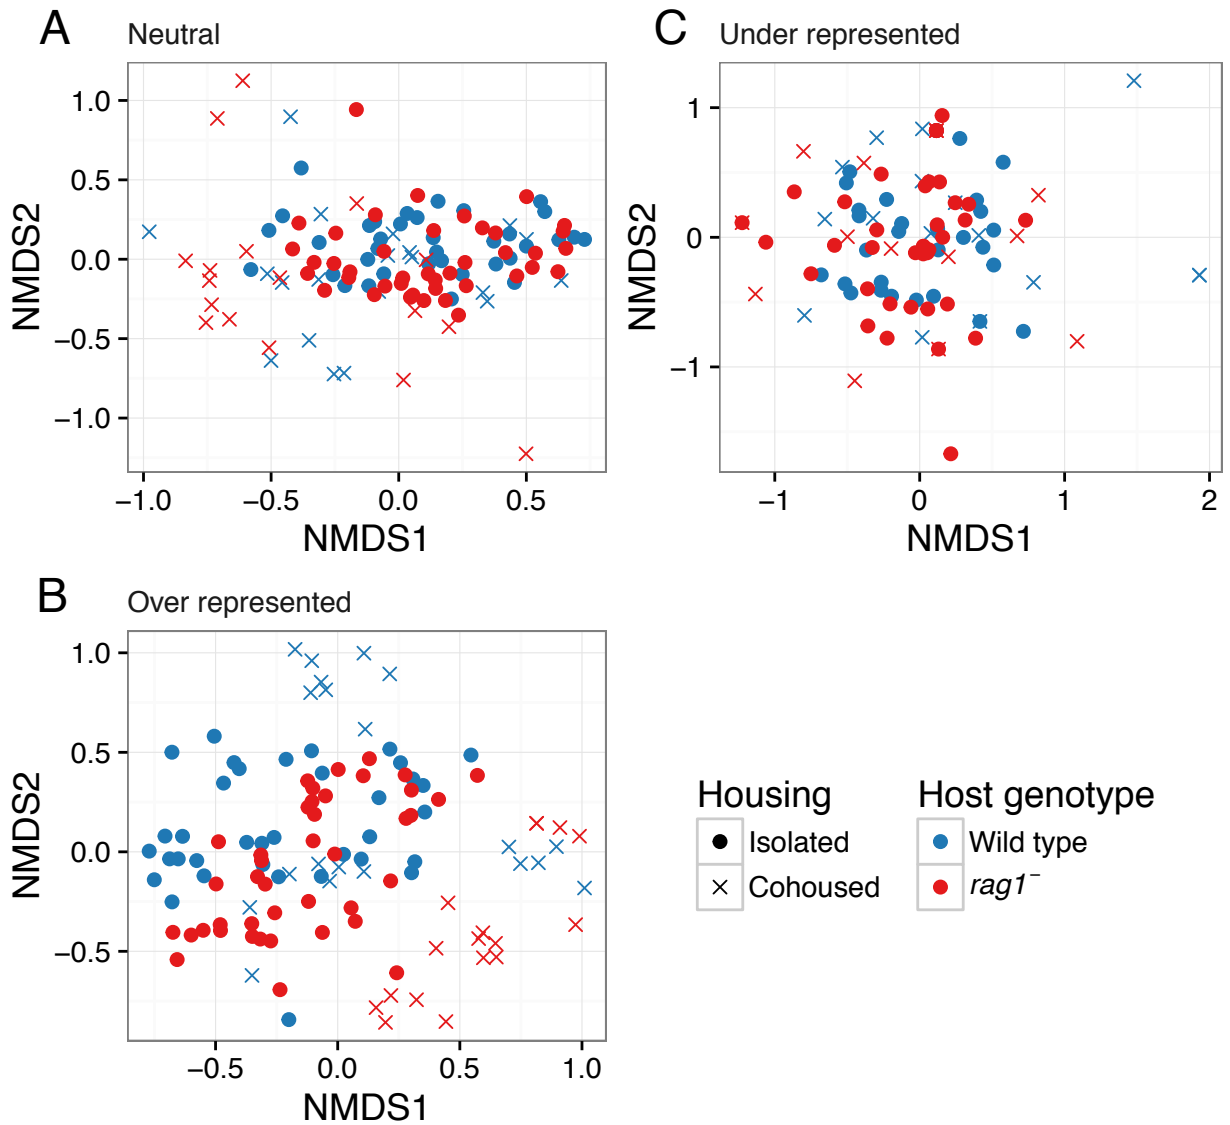 A
Neutral
1.0
0.5
0.0
−0.5
−1.0
NMDS2
−1.0
−0.5
0.0
0.5
NMDS1
C
Under represented
1
0
−1
NMDS2
−1
0
1
2
NMDS1
B
Over represented
1.0
0.5
0.0
−0.5
NMDS2
−0.5
0.0
0.5
1.0
NMDS1
Housing
Isolated
Cohoused
Host genotype
Wild type
rag1⁻